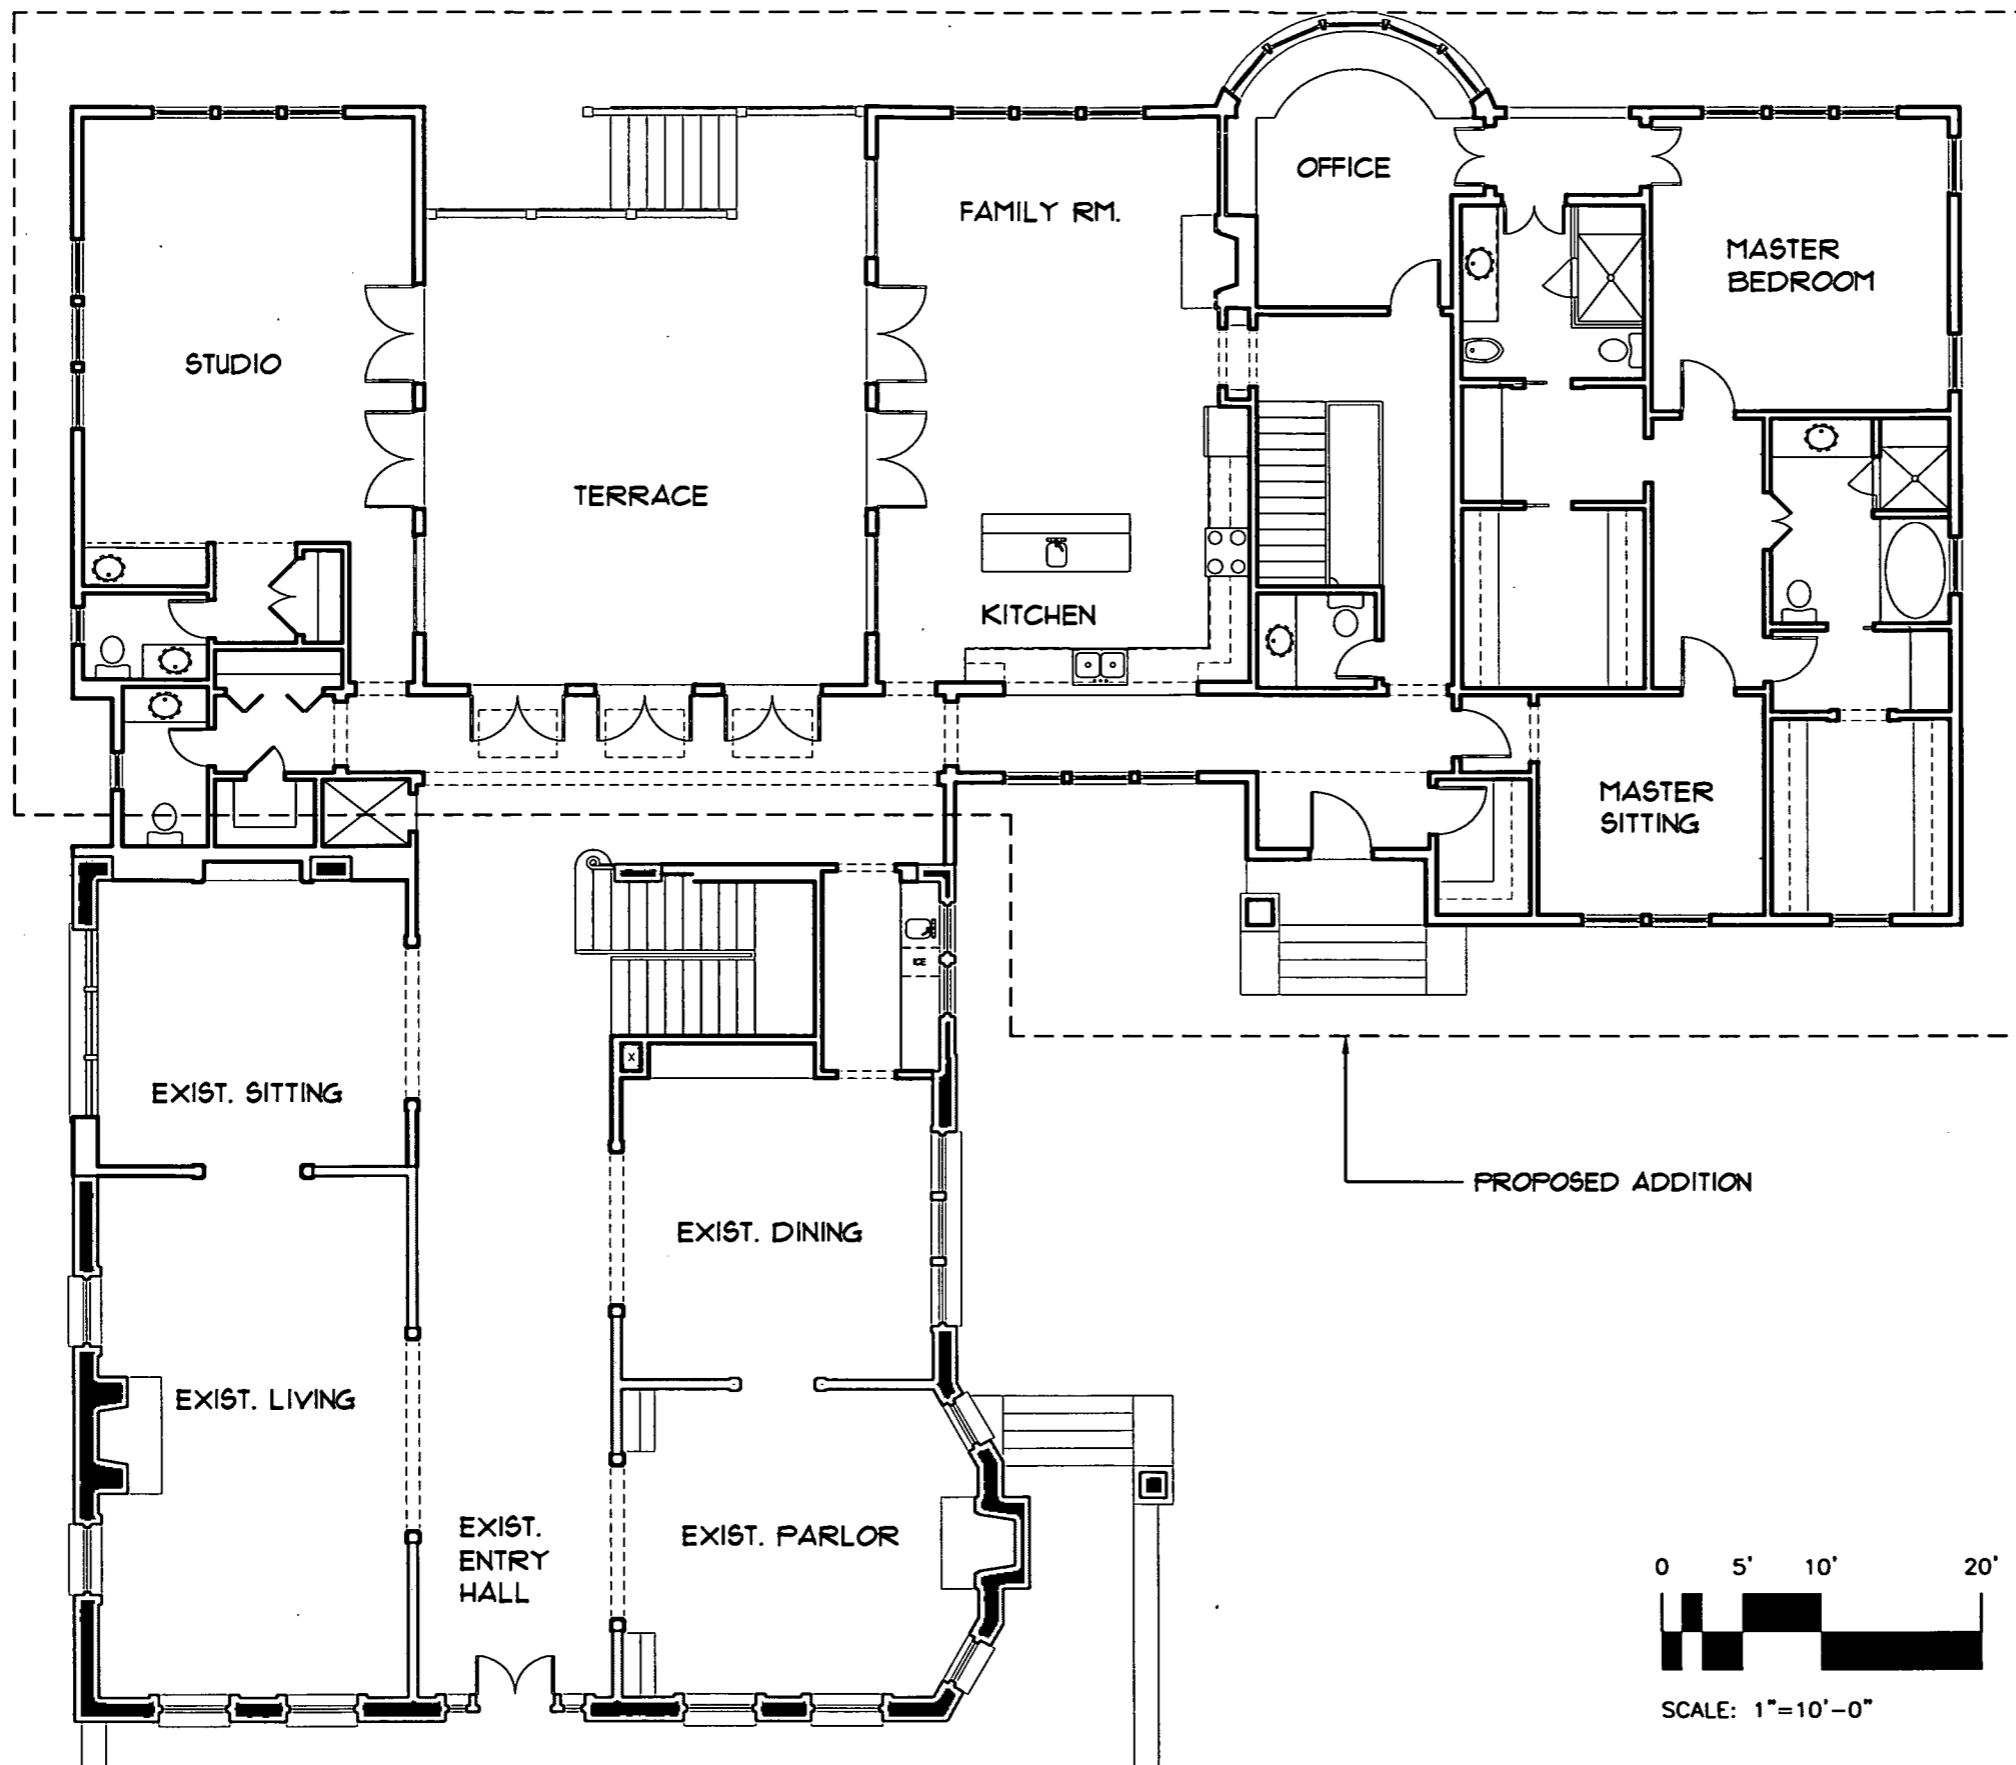 OFFICE
FAMILY RM.
MASTER
BEDROOM
STUDIO
TERRACE
KITCHEN
MASTER
SITTING
ICE
X
EXIST. SITTING
PROPOSED ADDITION
EXIST. DINING
EXIST. LIVING
EXIST.
ENTRY
HALL
EXIST. PARLOR
0 5' 10' 20'
SCALE: 1"=10'-0"